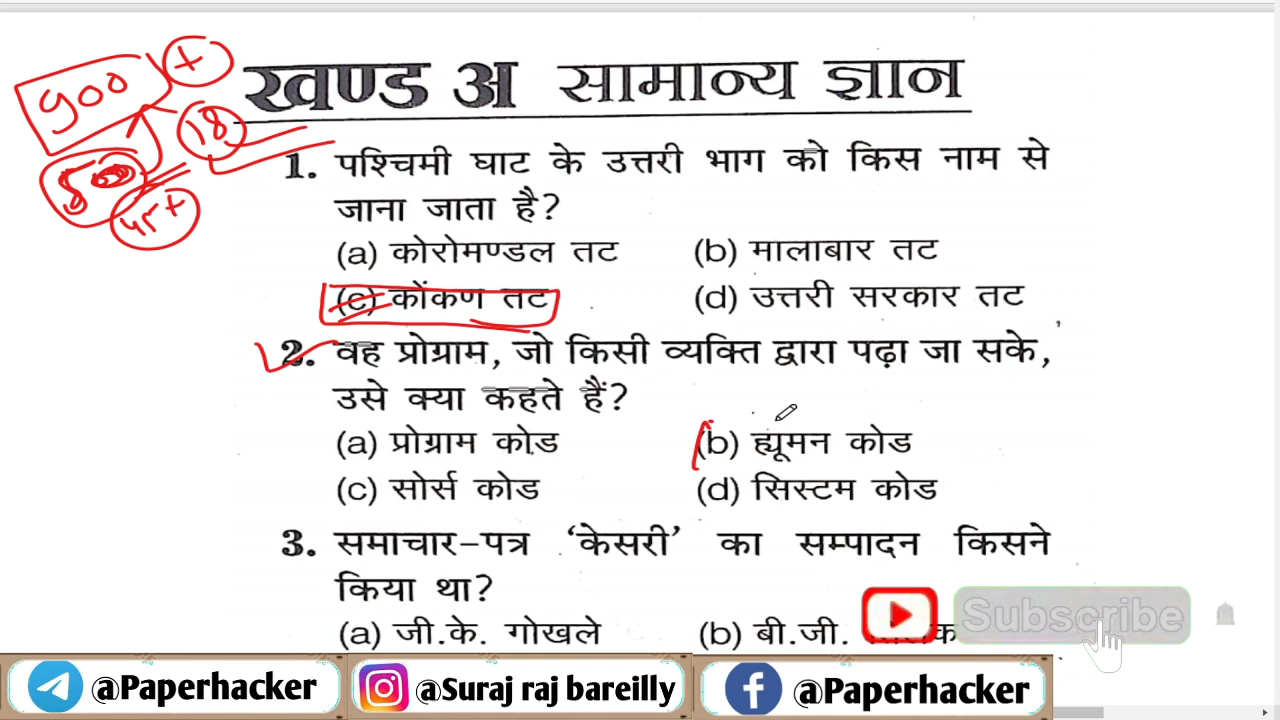 900
+
18
खण्ड अ सामान्य ज्ञान
1. पश्चिमी घाट के उत्तरी भाग को किस नाम से
जाना जाता है?
(a) कोरोमण्डल तट (b) मालाबार तट
(c) कोंकण तट (d) उत्तरी सरकार तट
2. वह प्रोग्राम, जो किसी व्यक्ति द्वारा पढ़ा जा सके,
उसे क्या कहते हैं?
(a) प्रोग्राम कोड (b) ह्यूमन कोड
(c) सोर्स कोड (d) सिस्टम कोड
3. समाचार-पत्र 'केसरी' का सम्पादन किसने
किया था?
(a) जी.के. गोखले (b) बी.जी.
Subscribe
@Paperhacker @Suraj raj bareilly @Paperhacker